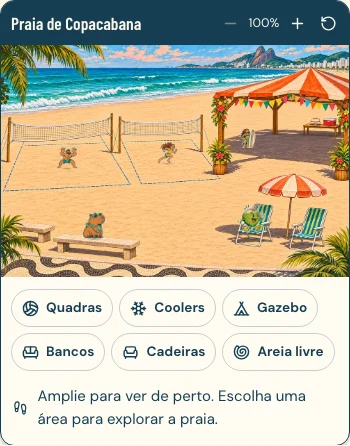 Praia de Copacabana
100%
Quadras
Coolers
Gazebo
Bancos
Cadeiras
Areia livre
Amplie para ver de perto. Escolha uma
área para explorar a praia.